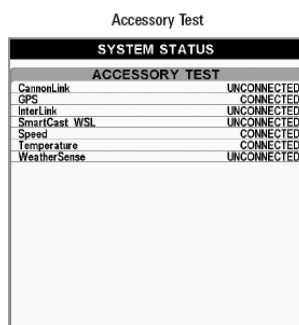 Accessory Test
SYSTEM STATUS
ACCESSORY TEST
CannonLink UNCONNECTED
GPS CONNECTED
InterLink UNCONNECTED
SmartCast WSL UNCONNECTED
Speed CONNECTED
Temperature CONNECTED
WeatherSense UNCONNECTED